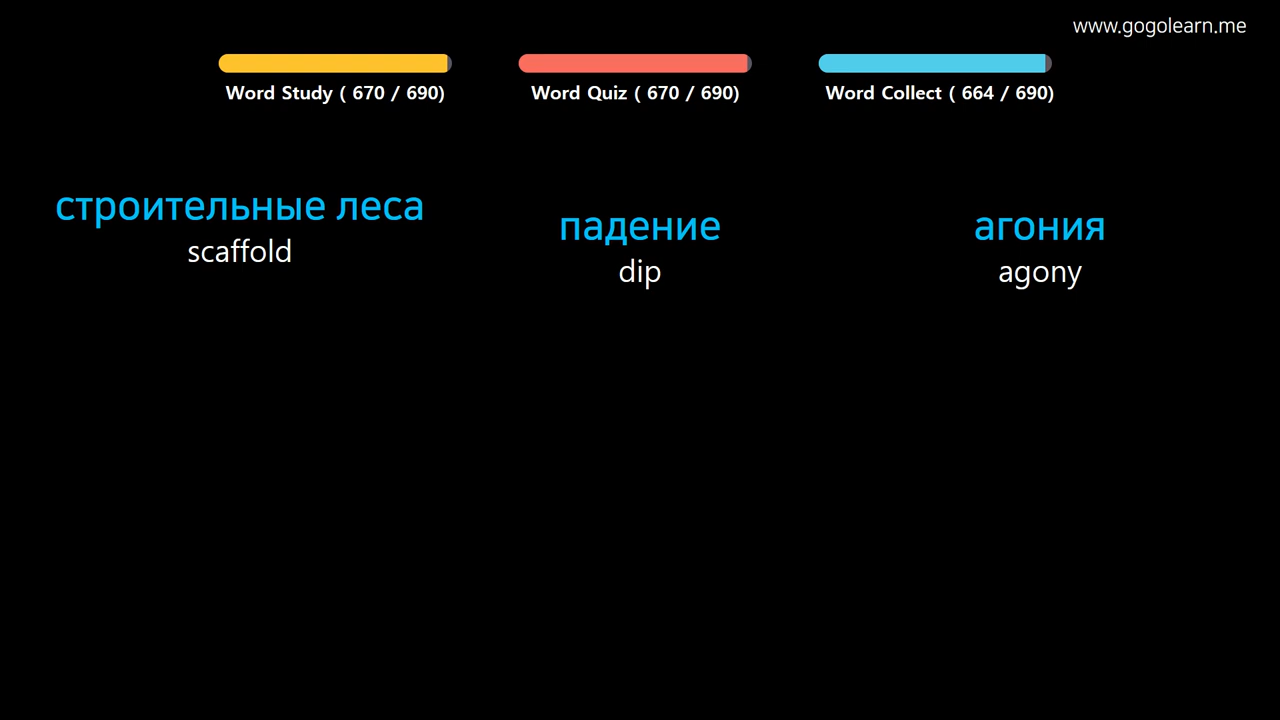 www.gogolearn.me
Word Study ( 670 / 690)
Word Quiz ( 670 / 690)
Word Collect ( 664 / 690)
строительные леса
scaffold
падение
dip
агония
agony